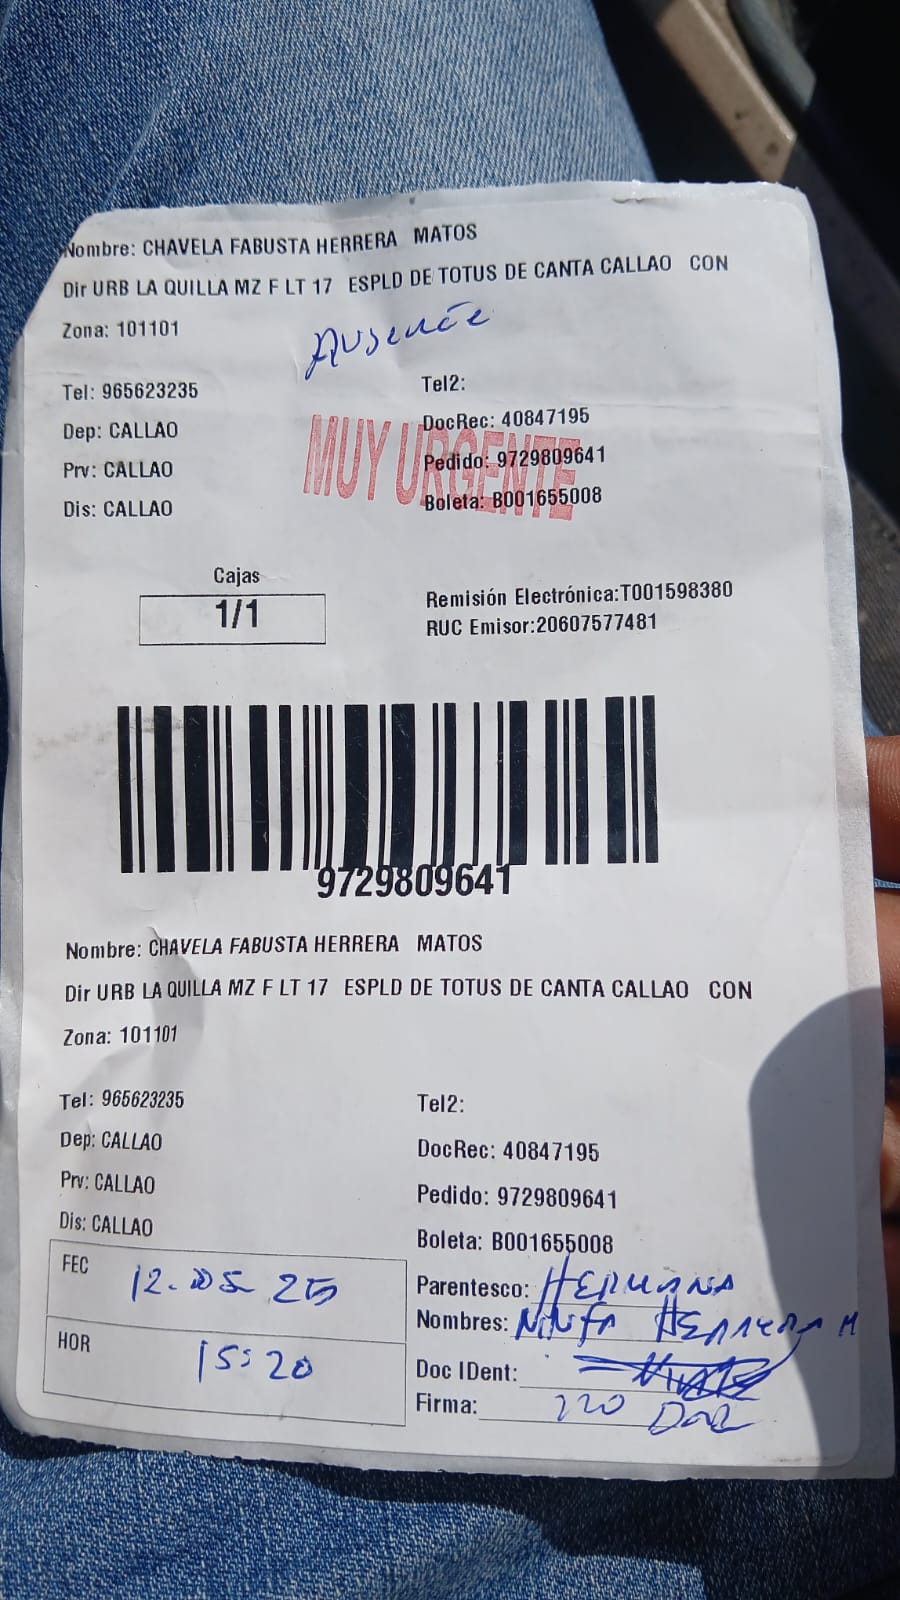 Nombre: CHAVELA FABUSTA HERRERA MATOS
Dir URB LA QUILLA MZ F LT 17 ESPLD DE TOTUS DE CANTA CALLAO CON
Zona: 101101
Ausente
Tel: 965623235 Tel2:
Dep: CALLAO DocRec: 40847195
Prv: CALLAO Pedido: 9729809641
Dis: CALLAO Boleta: B001655008
MUY URGENTE
Cajas
1/1
Remisión Electrónica:T001598380
RUC Emisor:20607577481
9729809641
Nombre: CHAVELA FABUSTA HERRERA MATOS
Dir URB LA QUILLA MZ F LT 17 ESPLD DE TOTUS DE CANTA CALLAO CON
Zona: 101101
Tel: 965623235 Tel2:
Dep: CALLAO DocRec: 40847195
Prv: CALLAO Pedido: 9729809641
Dis: CALLAO Boleta: B001655008
FEC 12.05 25
Parentesco: HERMANA
Nombres: NINFA HERRERA M
HOR 15:20
Doc IDent:
Firma: